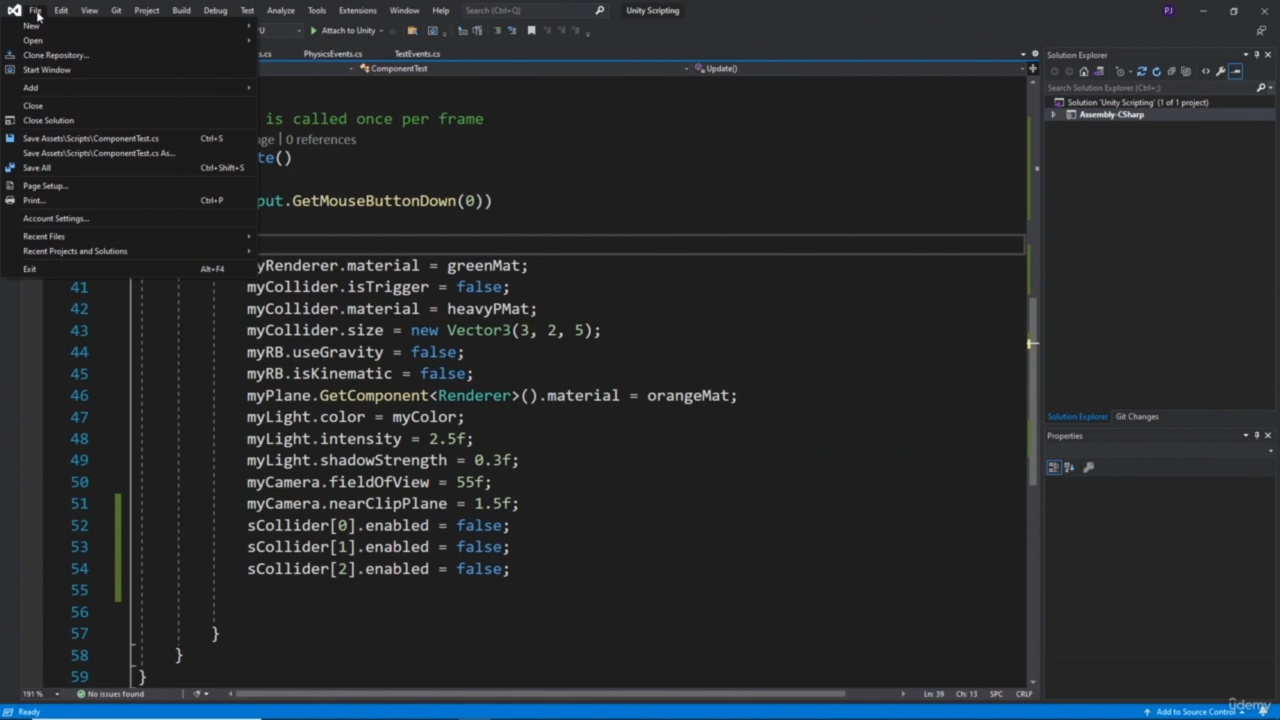 File Edit View Git Project Build Debug Test Analyze Tools Extensions Window Help Search (Ctrl+Q) Unity Scripting PJ
New
Open
Clone Repository...
Start Window
Add
Close
Close Solution
Save Assets\Scripts\ComponentTest.cs Ctrl+S
Save Assets\Scripts\ComponentTest.cs As...
Save All Ctrl+Shift+S
Page Setup...
Print... Ctrl+P
Account Settings...
Recent Files
Recent Projects and Solutions
Exit Alt+F4
U Attach to Unity
.cs PhysicsEvents.cs TestEvents.cs
ComponentTest Update()
is called once per frame
ge | 0 references
te()
put.GetMouseButtonDown(0))
yRenderer.material = greenMat;
41 myCollider.isTrigger = false;
42 myCollider.material = heavyPMat;
43 myCollider.size = new Vector3(3, 2, 5);
44 myRB.useGravity = false;
45 myRB.isKinematic = false;
46 myPlane.GetComponent<Renderer>().material = orangeMat;
47 myLight.color = myColor;
48 myLight.intensity = 2.5f;
49 myLight.shadowStrength = 0.3f;
50 myCamera.fieldOfView = 55f;
51 myCamera.nearClipPlane = 1.5f;
52 sCollider[0].enabled = false;
53 sCollider[1].enabled = false;
54 sCollider[2].enabled = false;
55
56
57 }
58 }
59 }
191 % No issues found Ln: 39 Ch: 13 SPC CRLF
Solution Explorer
Search Solution Explorer (Ctrl+;)
Solution 'Unity Scripting' (1 of 1 project)
Assembly-CSharp
Solution Explorer Git Changes
Properties
Ready Add to Source Control
udemy